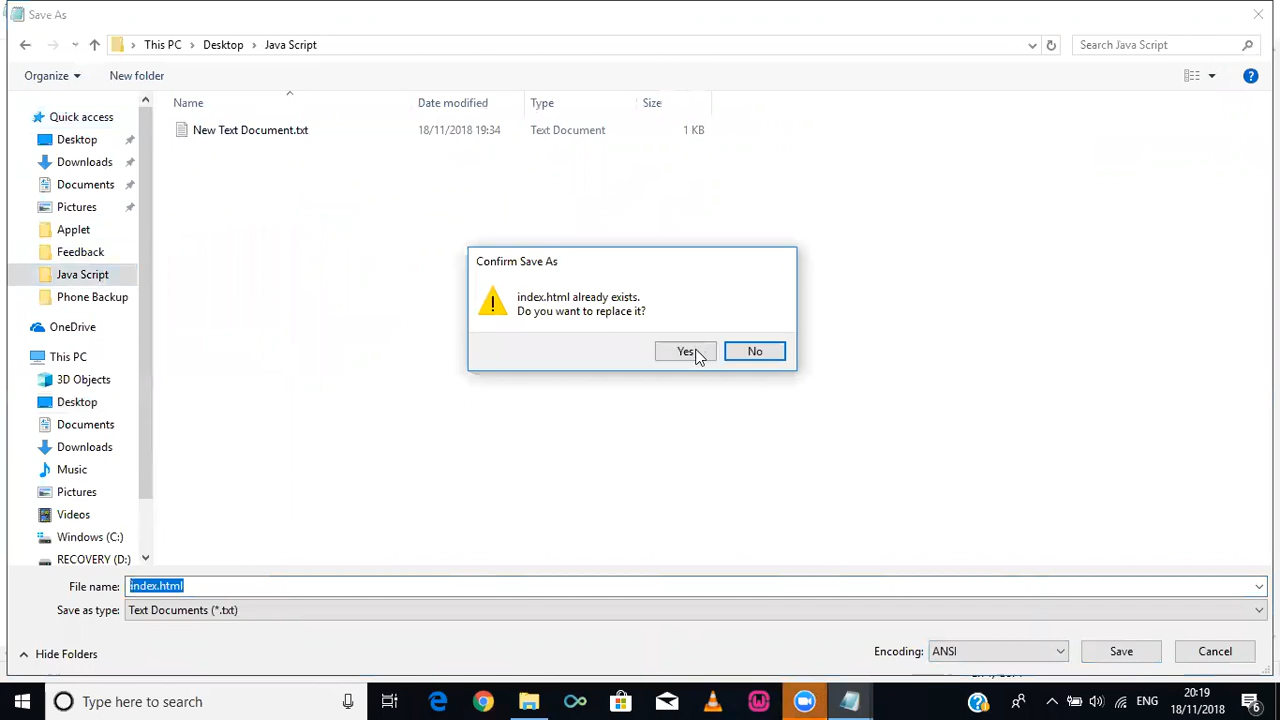 Save As
This PC
Desktop
Java Script
Search Java Script
Organize
New folder
Name
Date modified
Type
Size
New Text Document.txt
18/11/2018 19:34
Text Document
1 KB
Quick access
Desktop
Downloads
Documents
Pictures
Applet
Feedback
Java Script
Phone Backup
OneDrive
This PC
3D Objects
Desktop
Documents
Downloads
Music
Pictures
Videos
Windows (C:)
RECOVERY (D:)
Confirm Save As
index.html already exists.
Do you want to replace it?
Yes
No
File name:
index.html
Save as type:
Text Documents (*.txt)
Hide Folders
Encoding:
ANSI
Save
Cancel
Type here to search
ENG
20:19
18/11/2018
6